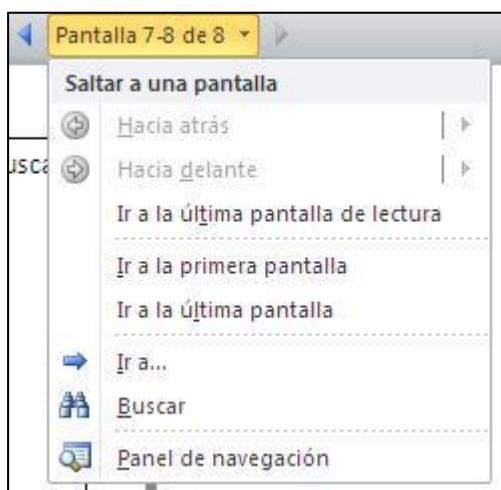 Pantalla 7-8 de 8
Saltar a una pantalla
Hacia atrás
Hacia delante
Ir a la última pantalla de lectura
Ir a la primera pantalla
Ir a la última pantalla
Ir a...
Buscar
Panel de navegación